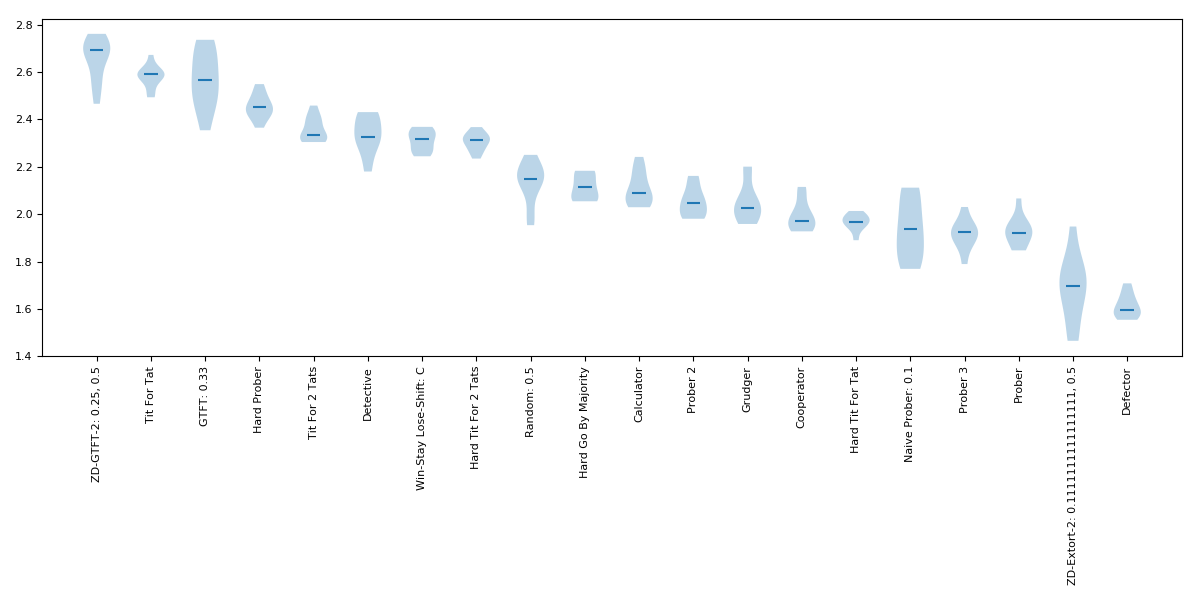 2.8
2.6
2.4
2.2
2.0
1.8
1.6
1.4
ZD-GTFT-2: 0.25, 0.5
Tit For Tat
GTFT: 0.33
Hard Prober
Tit For 2 Tats
Detective
Win-Stay Lose-Shift: C
Hard Tit For 2 Tats
Random: 0.5
Hard Go By Majority
Calculator
Prober 2
Grudger
Cooperator
Hard Tit For Tat
Naive Prober: 0.1
Prober 3
Prober
ZD-Extort-2: 0.1111111111111111, 0.5
Defector